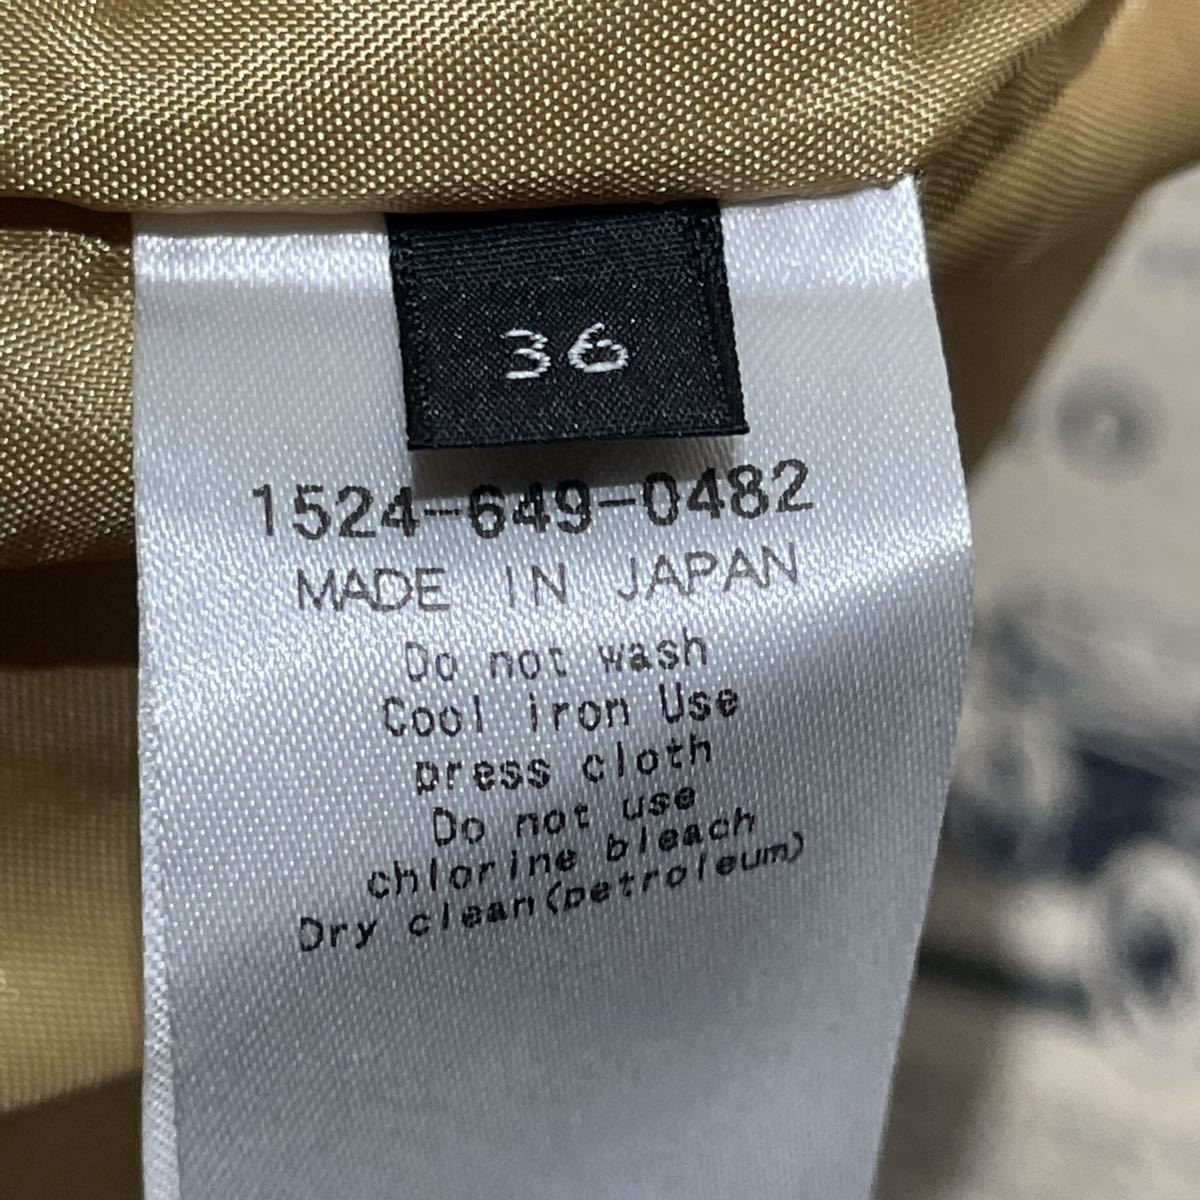 36
1524-649-0482
MADE IN JAPAN
Do not wash
Cool iron Use
press cloth
Do not use
chlorine bleach
Dry clean(petroleum)